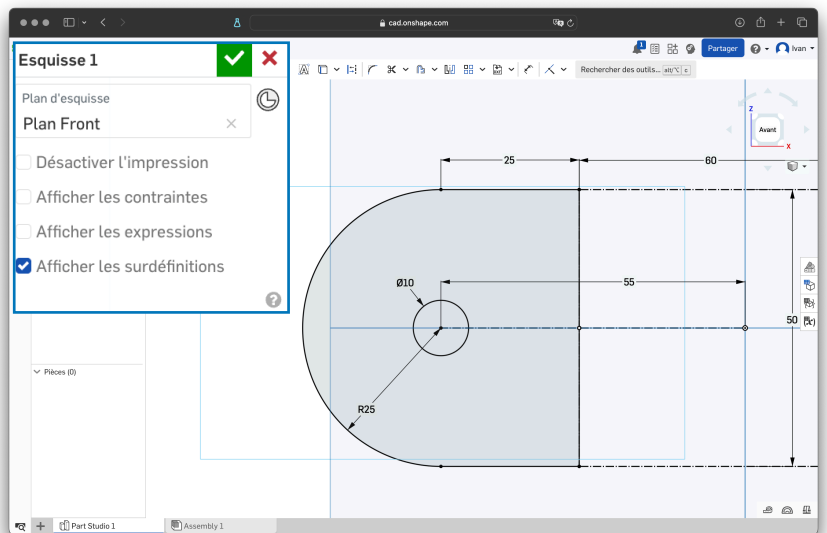 cad.onshape.com
1
Partager
Ivan
Esquisse 1
Plan d'esquisse
Plan Front
Désactiver l'impression
Afficher les contraintes
Afficher les expressions
Afficher les surdéfinitions
Rechercher des outils... alt/⌥ c
Z
Avant
X
25
60
Ø10
55
50
R25
Pièces (0)
Part Studio 1
Assembly 1